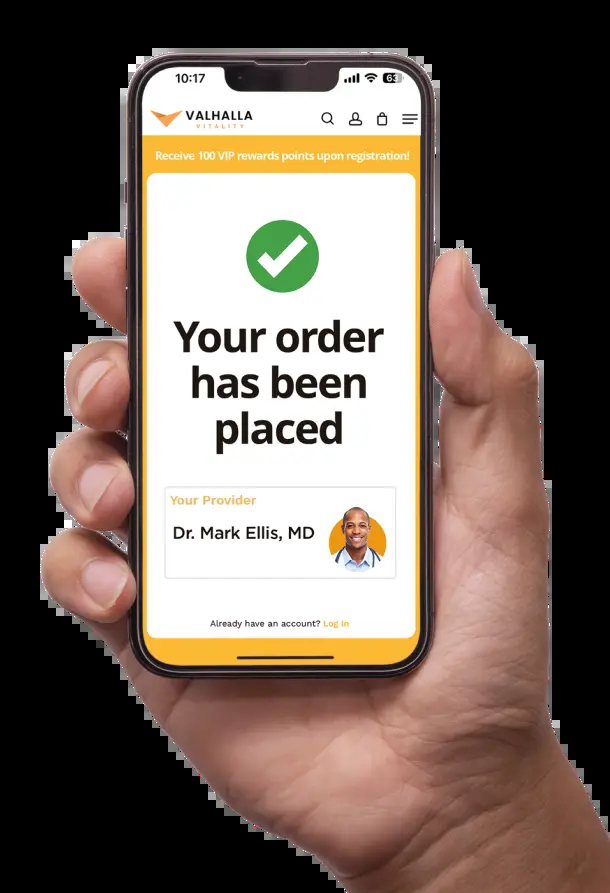 10:17
63
VALHALLA
VITALITY
Receive 100 VIP rewards points upon registration!
Your order
has been
placed
Your Provider
Dr. Mark Ellis, MD
Already have an account? Log In